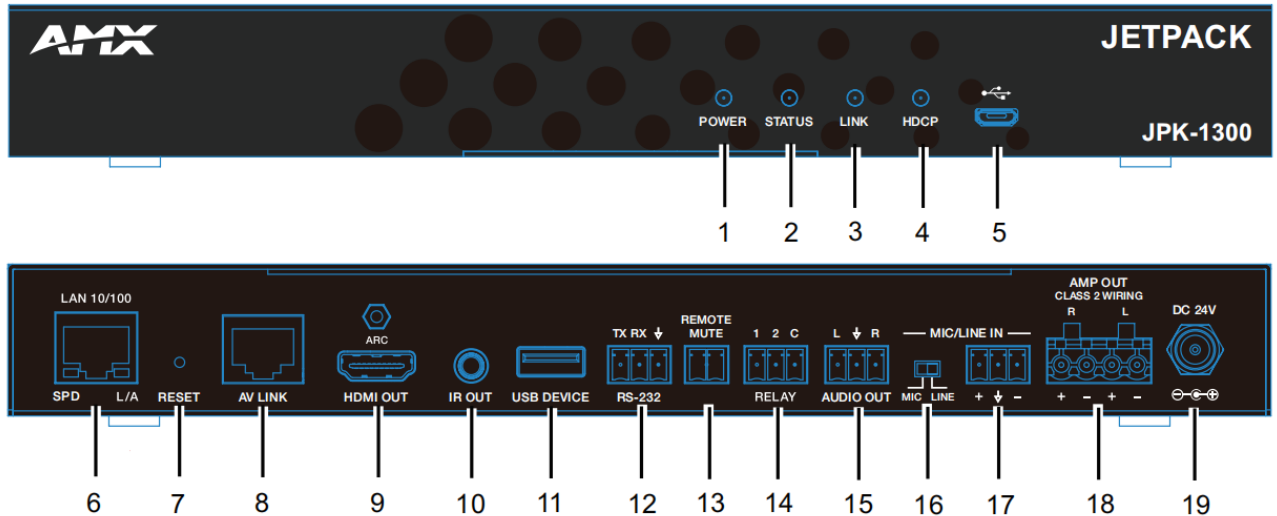 AMX
JETPACK
POWER STATUS LINK HDCP
JPK-1300
1 2 3 4 5
AMP OUT
CLASS 2 WIRING
LAN 10/100
R L
DC 24V
REMOTE
MUTE
TX RX
1 2 C
L R
MIC/LINE IN
ARC
SPD L/A
RESET
AV LINK
HDMI OUT
IR OUT
USB DEVICE
RS-232
RELAY
AUDIO OUT
MIC LINE
+ -
+ - + -
6 7 8 9 10 11 12 13 14 15 16 17 18 19